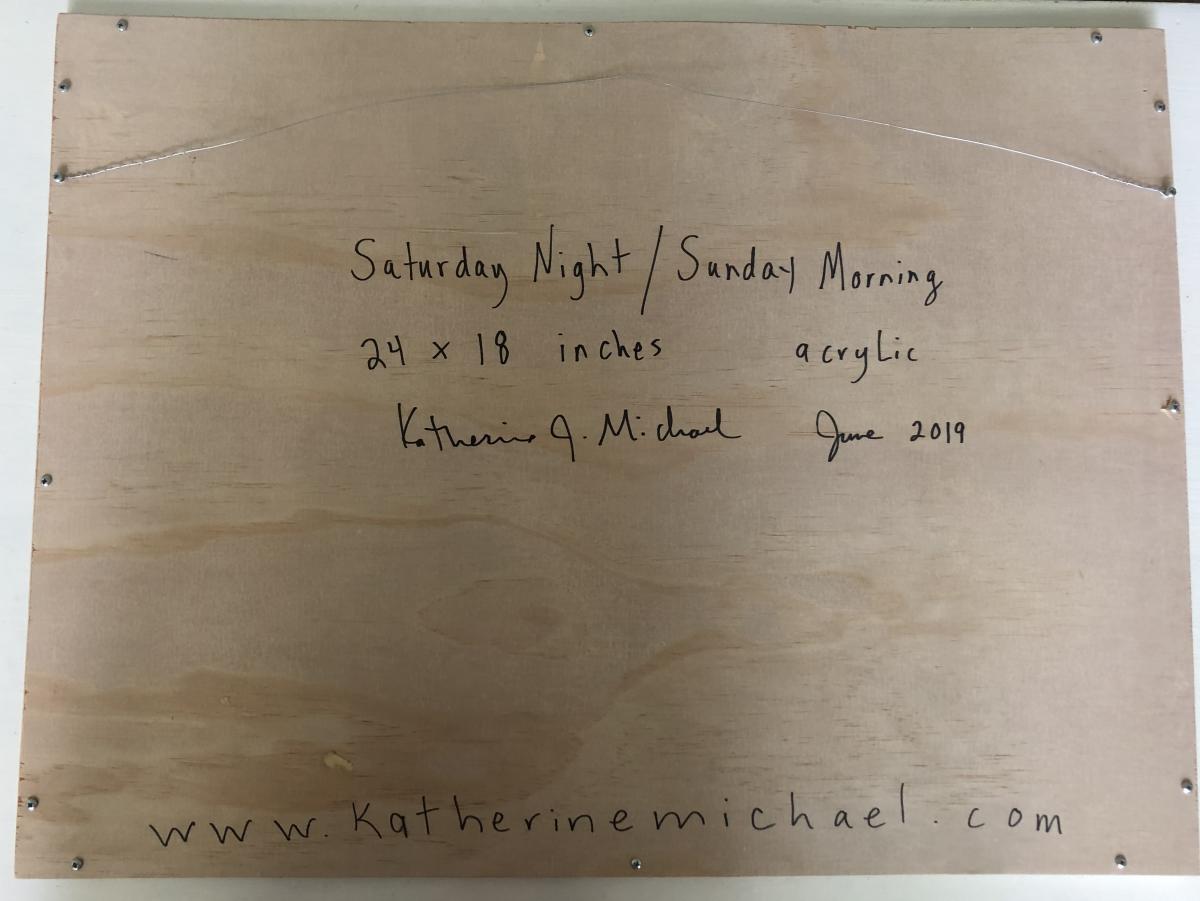 Saturday Night / Sunday Morning
24 x 18 inches acrylic
Katherine J. Michael June 2019
www.katherinemichael.com